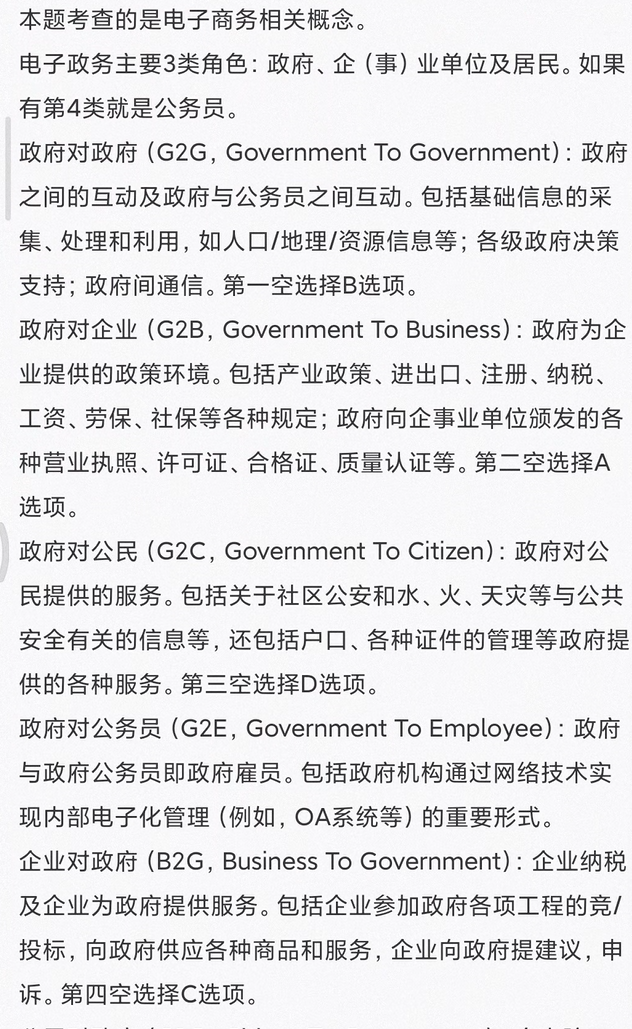 本题考查的是电子商务相关概念。
电子政务主要3类角色：政府、企（事）业单位及居民。如果
有第4类就是公务员。
政府对政府（G2G，Government To Government）：政府
之间的互动及政府与公务员之间互动。包括基础信息的采
集、处理和利用，如人口/地理/资源信息等；各级政府决策
支持；政府间通信。第一空选择B选项。
政府对企业（G2B，Government To Business）：政府为企
业提供的政策环境。包括产业政策、进出口、注册、纳税、
工资、劳保、社保等各种规定；政府向企事业单位颁发的各
种营业执照、许可证、合格证、质量认证等。第二空选择A
选项。
政府对公民（G2C，Government To Citizen）：政府对公
民提供的服务。包括关于社区公安和水、火、天灾等与公共
安全有关的信息等，还包括户口、各种证件的管理等政府提
供的各种服务。第三空选择D选项。
政府对公务员（G2E，Government To Employee）：政府
与政府公务员即政府雇员。包括政府机构通过网络技术实
现内部电子化管理（例如，OA系统等）的重要形式。
企业对政府（B2G，Business To Government）：企业纳税
及企业为政府提供服务。包括企业参加政府各项工程的竞/
投标，向政府供应各种商品和服务，企业向政府提建议，申
诉。第四空选择C选项。